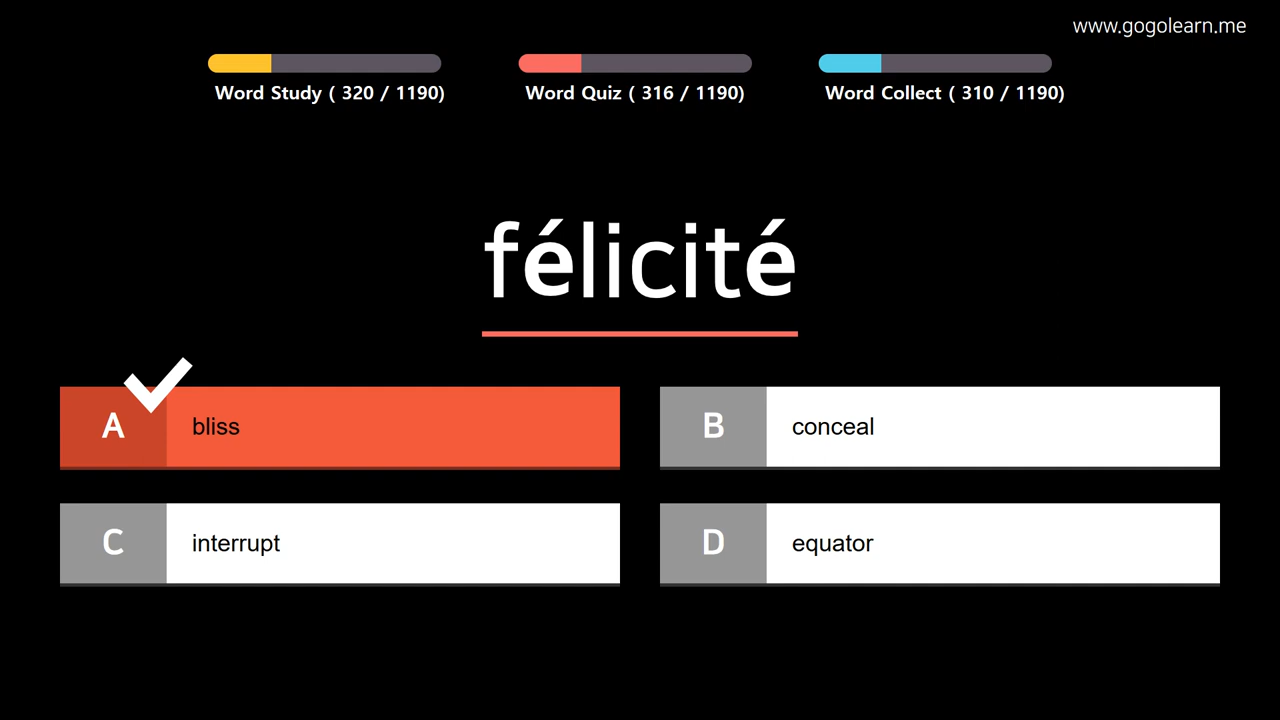 www.gogolearn.me
Word Study ( 320 / 1190)
Word Quiz ( 316 / 1190)
Word Collect ( 310 / 1190)
félicité
A bliss
B conceal
C interrupt
D equator